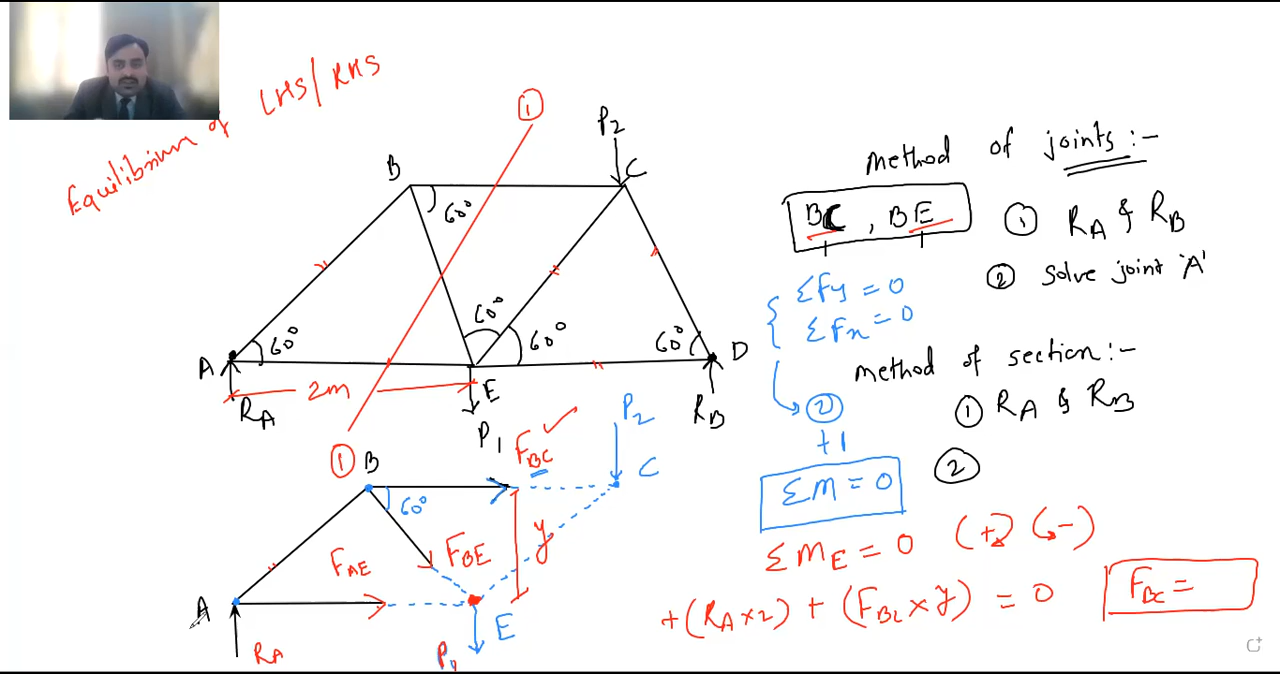 Equilibrium of LHS/RHS
①
P2
B
C
60°
60°
60°
60°
60°
A
E
D
2m
RA
P1
RB
①
method of joints :-
BC , BE
① RA & RB
② Solve joint 'A'
ΣFy = 0
ΣFx = 0
②
+1
ΣM = 0
method of section :-
① RA & RB
②
ΣME = 0 (+) (-)
+(RA×2) + (FBC×y) = 0
FBC =
B
FBC
P2
C
60°
FBE
y
FAE
A
E
RA
P1